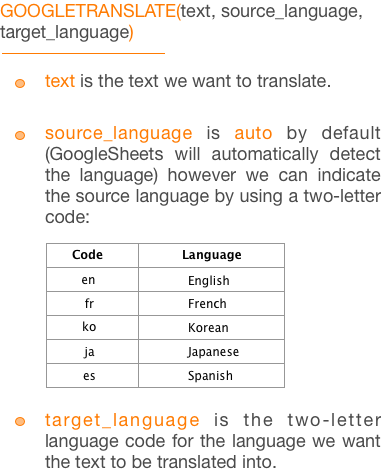 GOOGLETRANSLATE(text, source_language,
target_language)
text is the text we want to translate.
source_language is auto by default
(GoogleSheets will automatically detect
the language) however we can indicate
the source language by using a two-letter
code:
Code Language
en English
fr French
ko Korean
ja Japanese
es Spanish
target_language is the two-letter
language code for the language we want
the text to be translated into.